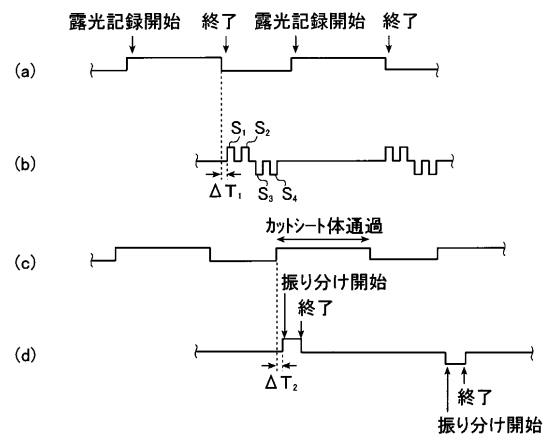 露光記録開始 終了 露光記録開始 終了
(a)
S1 S2
(b)
S3 S4
ΔT1
カットシート体通過
(c)
振り分け開始
終了
(d)
ΔT2
終了
振り分け開始